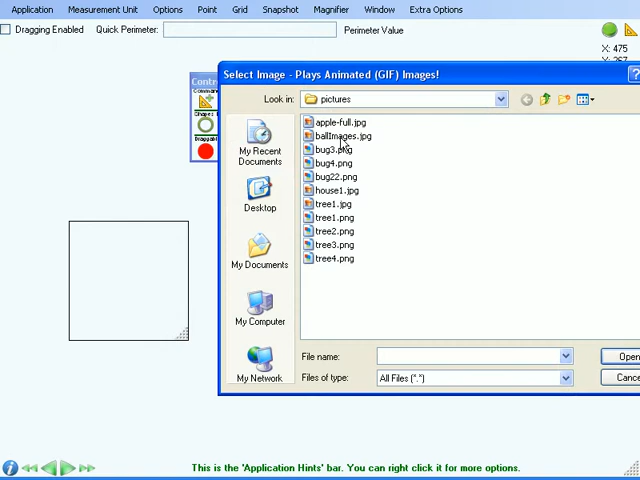 Application Measurement Unit Options Point Grid Snapshot Magnifier Window Extra Options
Dragging Enabled Quick Perimeter: Perimeter Value
X: 475
Select Image - Plays Animated (GIF) Images!
Look in: pictures
apple-full.jpg
ballmages.jpg
bug3.png
bug4.png
bug22.png
house1.jpg
tree1.jpg
tree1.png
tree2.png
tree3.png
tree4.png
My Recent
Documents
Desktop
My Documents
My Computer
My Network
File name: Open
Files of type: All Files (*.*) Cance
This is the 'Application Hints' bar. You can right click it for more options.